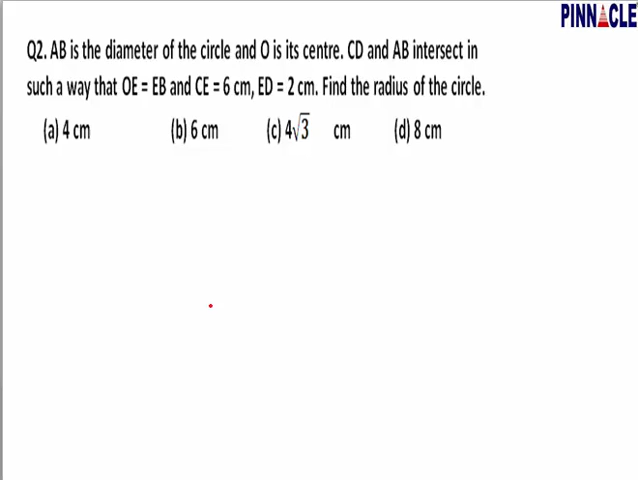 PINNACLE
Q2. AB is the diameter of the circle and O is its centre. CD and AB intersect in
such a way that OE = EB and CE = 6 cm, ED = 2 cm. Find the radius of the circle.
(a) 4 cm (b) 6 cm (c) 4√3 cm (d) 8 cm